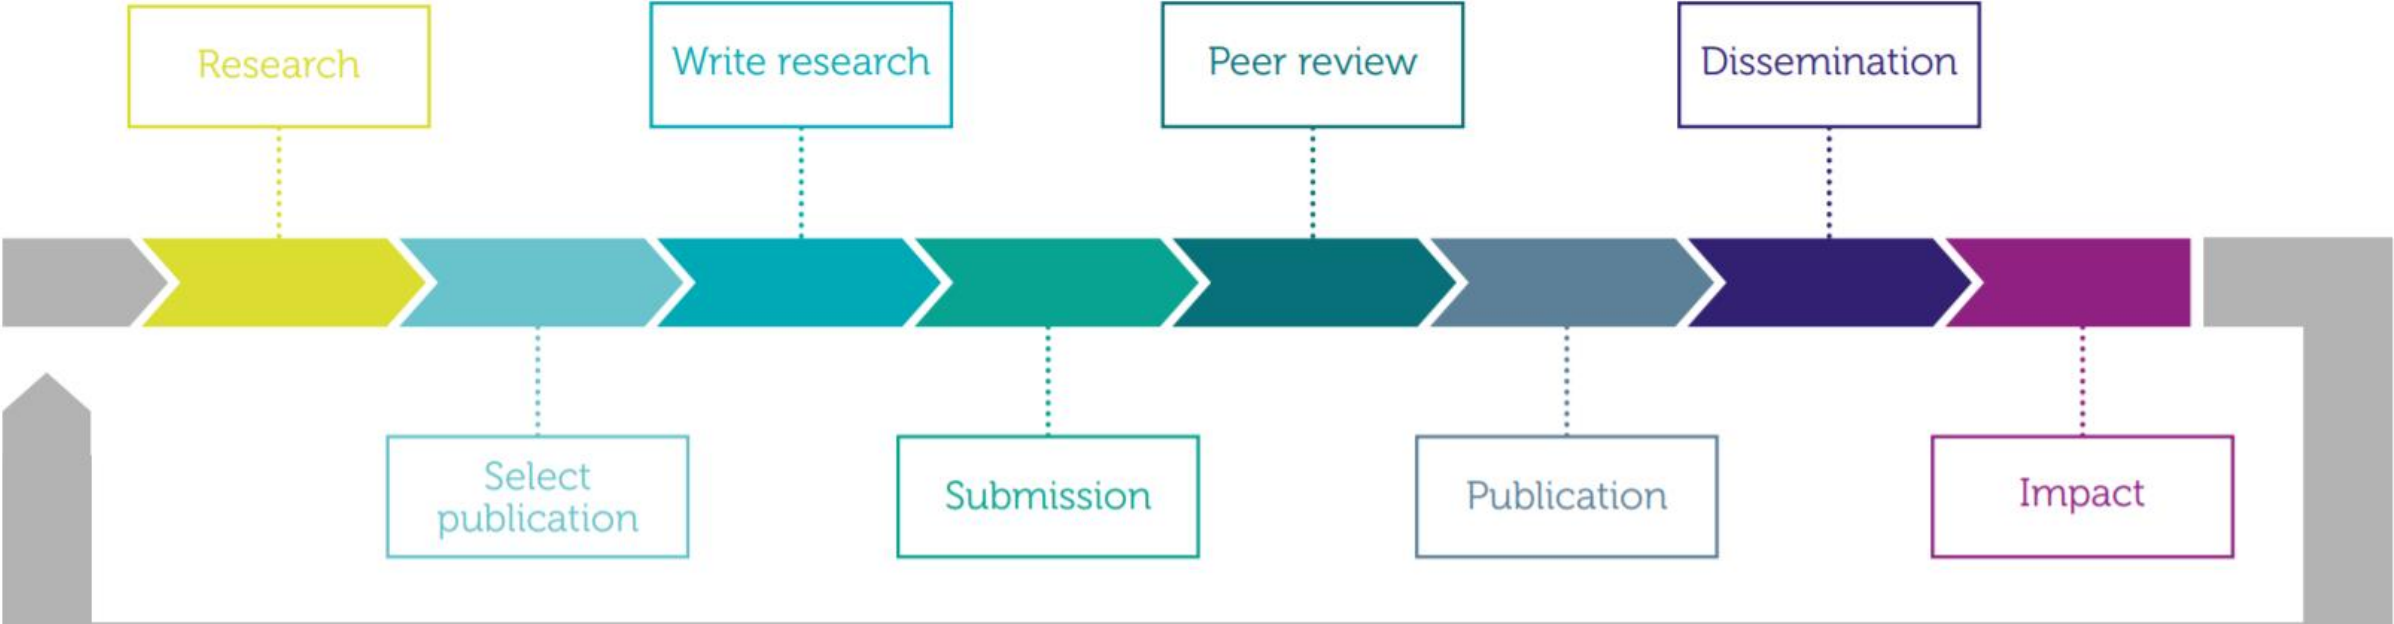 Research
Select
publication
Write research
Submission
Peer review
Publication
Dissemination
Impact